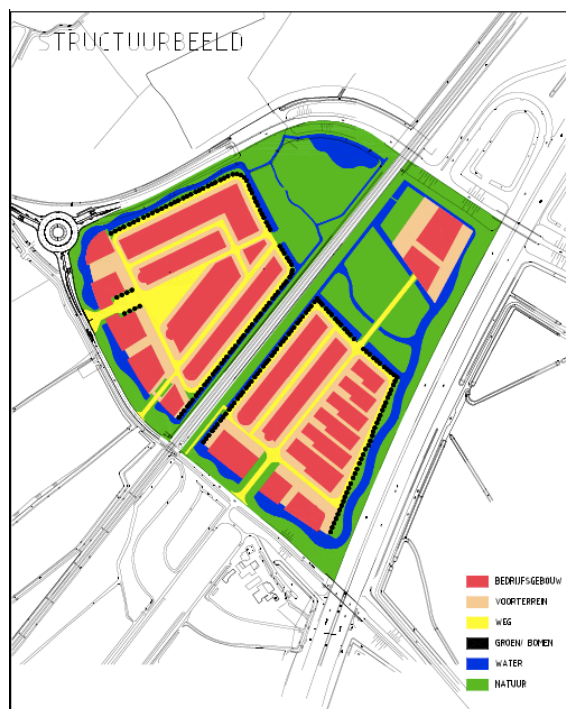 STRUCTUURBEELD
BEDRIJFSGEBOUW
VOORTERREIN
WEG
GROEN/ BOMEN
WATER
NATUUR